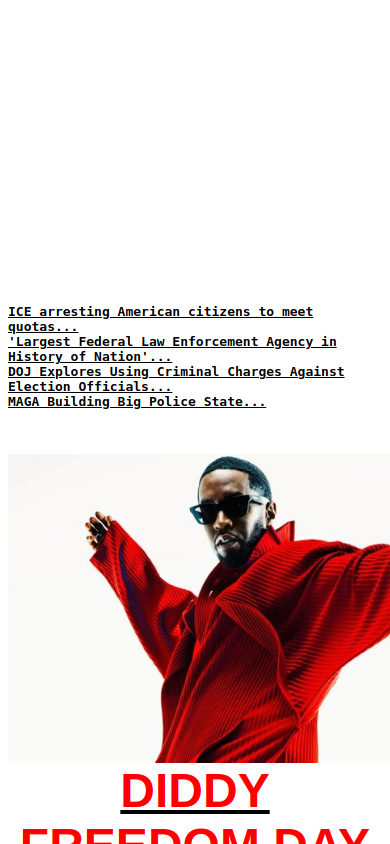 ICE arresting American citizens to meet
quotas...
'Largest Federal Law Enforcement Agency in
History of Nation'...
DOJ Explores Using Criminal Charges Against
Election Officials...
MAGA Building Big Police State...
DIDDY
FREEDOM DAY